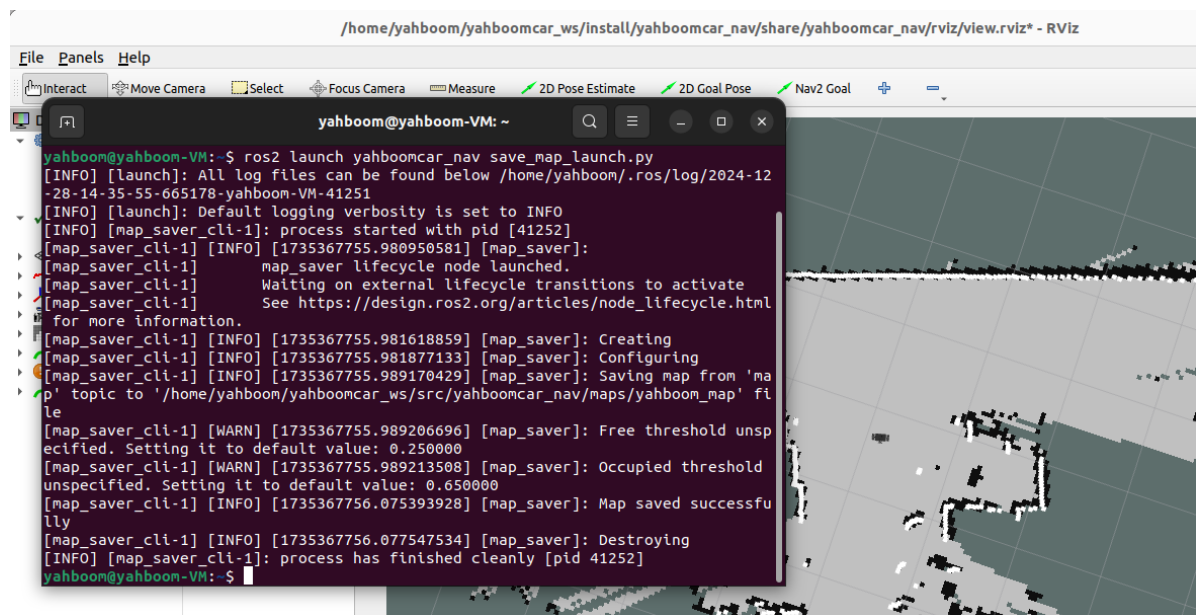 /home/yahboom/yahboomcar_ws/install/yahboomcar_nav/share/yahboomcar_nav/rviz/view.rviz* - RViz
File Panels Help
Interact Move Camera Select Focus Camera Measure 2D Pose Estimate 2D Goal Pose Nav2 Goal
yahboom@yahboom-VM: ~
yahboom@yahboom-VM:~$ ros2 launch yahboomcar_nav save_map_launch.py
[INFO] [launch]: All log files can be found below /home/yahboom/.ros/log/2024-12
-28-14-35-55-665178-yahboom-VM-41251
[INFO] [launch]: Default logging verbosity is set to INFO
[INFO] [map_saver_cli-1]: process started with pid [41252]
[map_saver_cli-1] [INFO] [1735367755.980950581] [map_saver]:
[map_saver_cli-1] map_saver lifecycle node launched.
[map_saver_cli-1] Waiting on external lifecycle transitions to activate
[map_saver_cli-1] See https://design.ros2.org/articles/node_lifecycle.html
for more information.
[map_saver_cli-1] [INFO] [1735367755.981618859] [map_saver]: Creating
[map_saver_cli-1] [INFO] [1735367755.981877133] [map_saver]: Configuring
[map_saver_cli-1] [INFO] [1735367755.989170429] [map_saver]: Saving map from 'ma
p' topic to '/home/yahboom/yahboomcar_ws/src/yahboomcar_nav/maps/yahboom_map' fi
le
[map_saver_cli-1] [WARN] [1735367755.989206696] [map_saver]: Free threshold unsp
ecified. Setting it to default value: 0.250000
[map_saver_cli-1] [WARN] [1735367755.989213508] [map_saver]: Occupied threshold
unspecified. Setting it to default value: 0.650000
[map_saver_cli-1] [INFO] [1735367756.075393928] [map_saver]: Map saved successfu
lly
[map_saver_cli-1] [INFO] [1735367756.077547534] [map_saver]: Destroying
[INFO] [map_saver_cli-1]: process has finished cleanly [pid 41252]
yahboom@yahboom-VM:~$